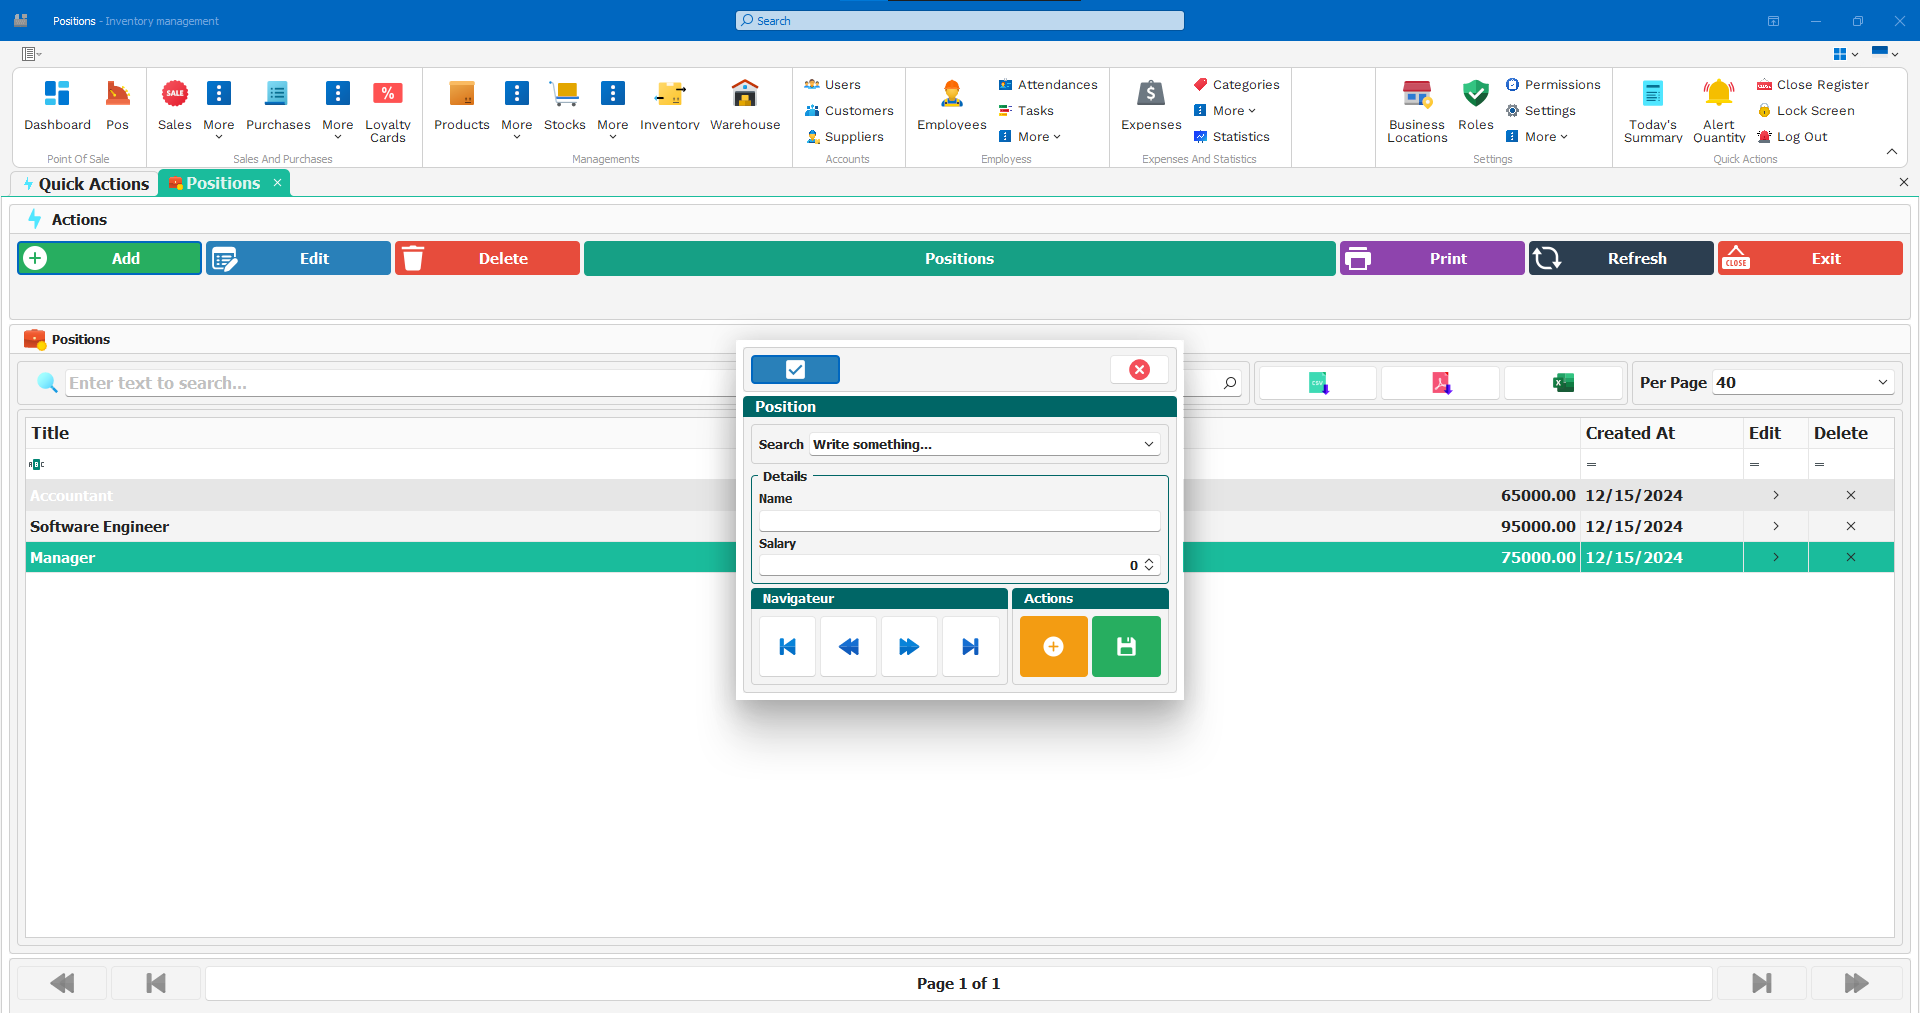 Positions - Inventory management
Search
Dashboard
Pos
Point Of Sale
SALE
Sales
More
Purchases
More
%
Loyalty
Cards
Sales And Purchases
Products
More
Stocks
More
Inventory
Warehouse
Managements
Users
Customers
Suppliers
Accounts
Employees
Attendances
Tasks
More
Employess
$
Expenses
Categories
More
Statistics
Expenses And Statistics
Business
Locations
Roles
Permissions
Settings
More
Settings
Today's
Summary
Alert
Quantity
Close Register
Lock Screen
Log Out
Quick Actions
Quick Actions
Positions
Actions
Add
Edit
Delete
Positions
Print
Refresh
CLOSE
Exit
Positions
Enter text to search...
CSV
X
Per Page 40
Title
Created At
Edit
Delete
ABC
=
=
=
Accountant 65000.00 12/15/2024
Software Engineer 95000.00 12/15/2024
Manager 75000.00 12/15/2024
Position
Search Write something...
Details
Name
Salary
0
Navigateur
Actions
Page 1 of 1